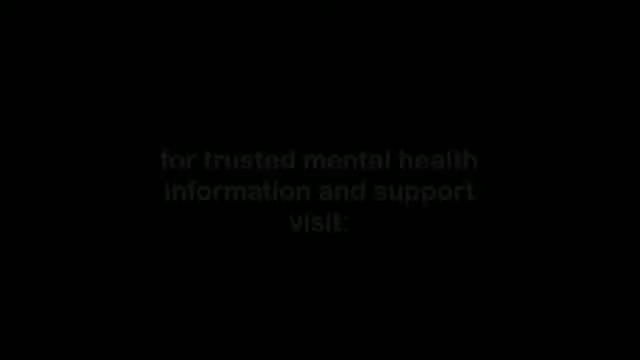 for trusted mental health
information and support
visit: